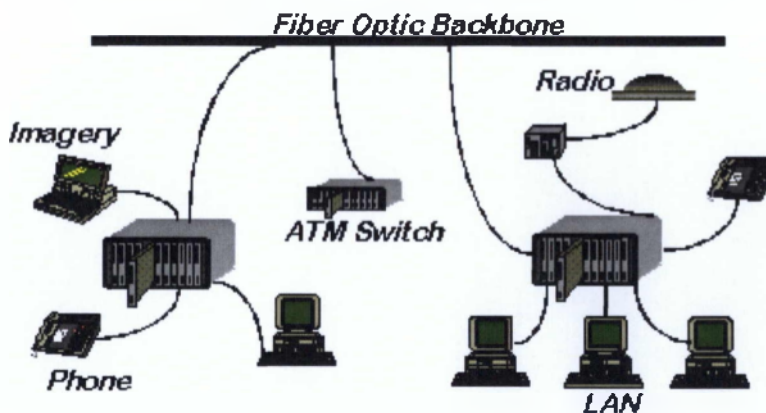 Fiber Optic Backbone
Radio
Imagery
ATM Switch
Phone
LAN